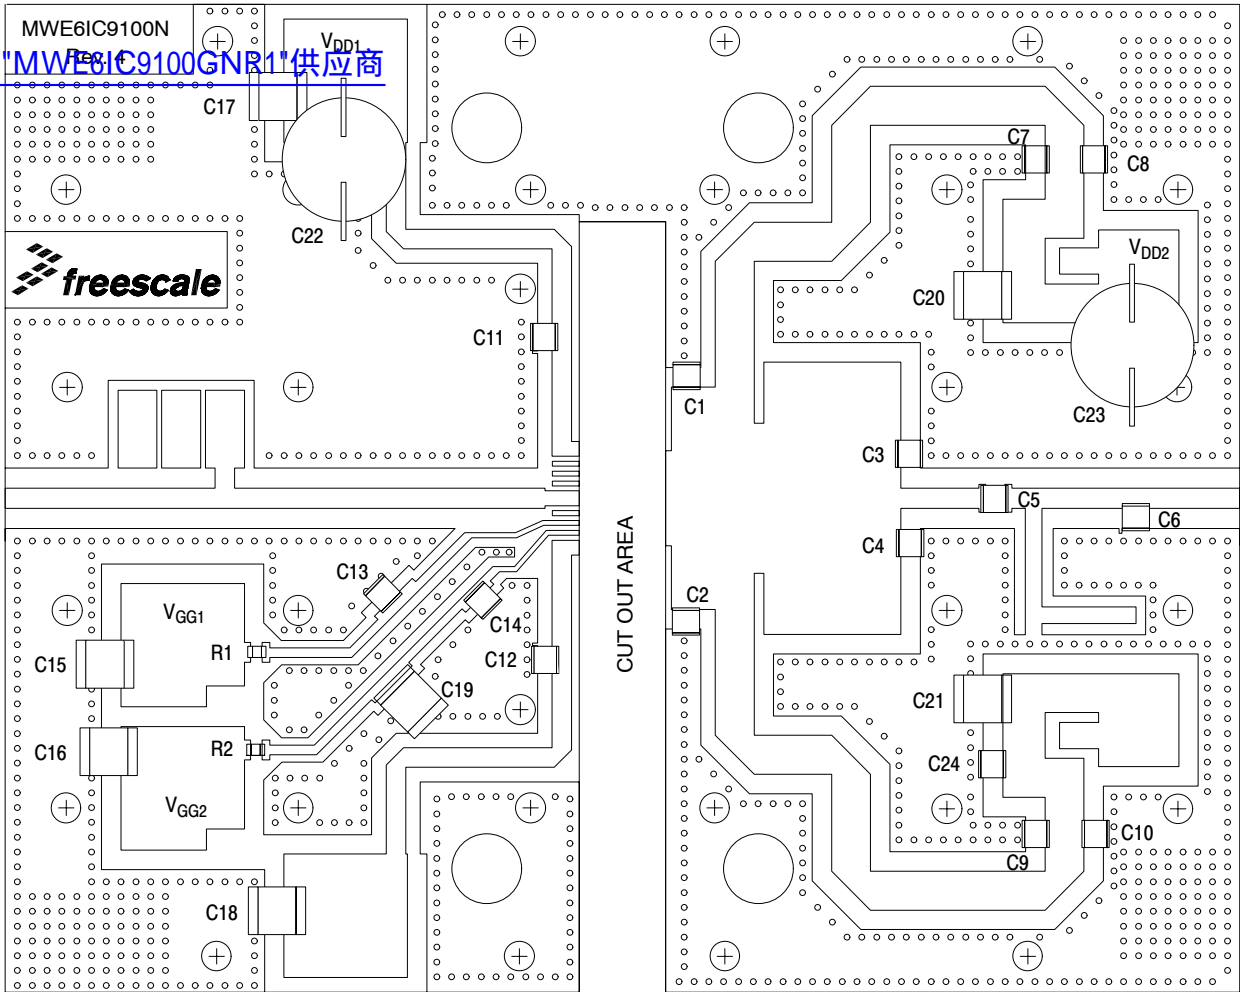 MWE6IC9100N
Rev. 4
"MWE6IC9100GNR1"供应商
VDD1
C17
C22
C7
C8
VDD2
C20
freescale
C11
C1
C23
C3
C5
C6
C4
CUT OUT AREA
C13
C14
C2
VGG1
R1
C15
C12
C19
C21
C16
R2
C24
VGG2
C9
C10
C18